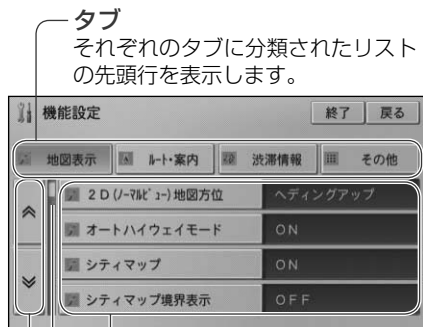 タブ
それぞれのタブに分類されたリスト
の先頭行を表示します。
機能設定 終了 戻る
地図表示 ルート・案内 渋滞情報 その他
2D(ノーマルビュー)地図方位 ヘディングアップ
オートハイウェイモード ON
シティマップ ON
シティマップ境界表示 OFF